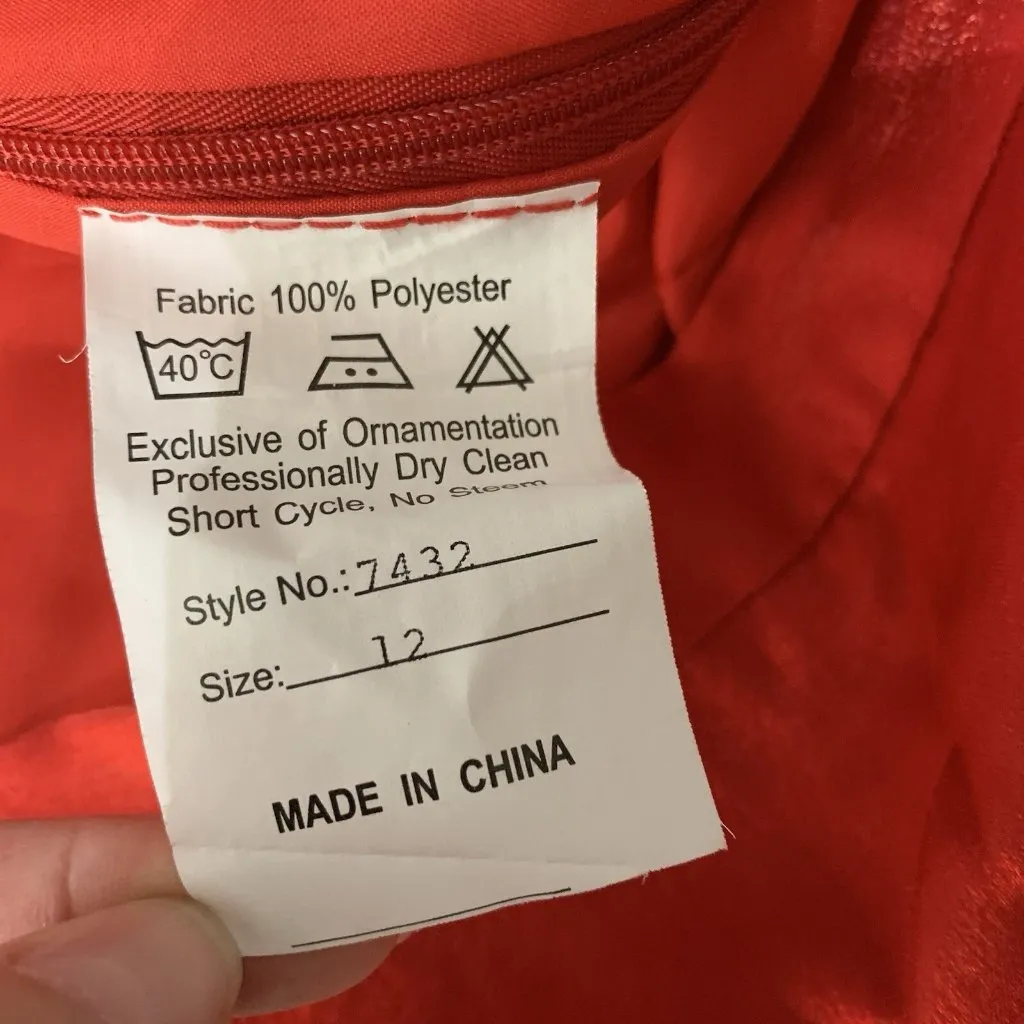 Fabric 100% Polyester
40°C
Exclusive of Ornamentation
Professionally Dry Clean
Short Cycle, No Steem
Style No.: 7432
Size: 12
MADE IN CHINA